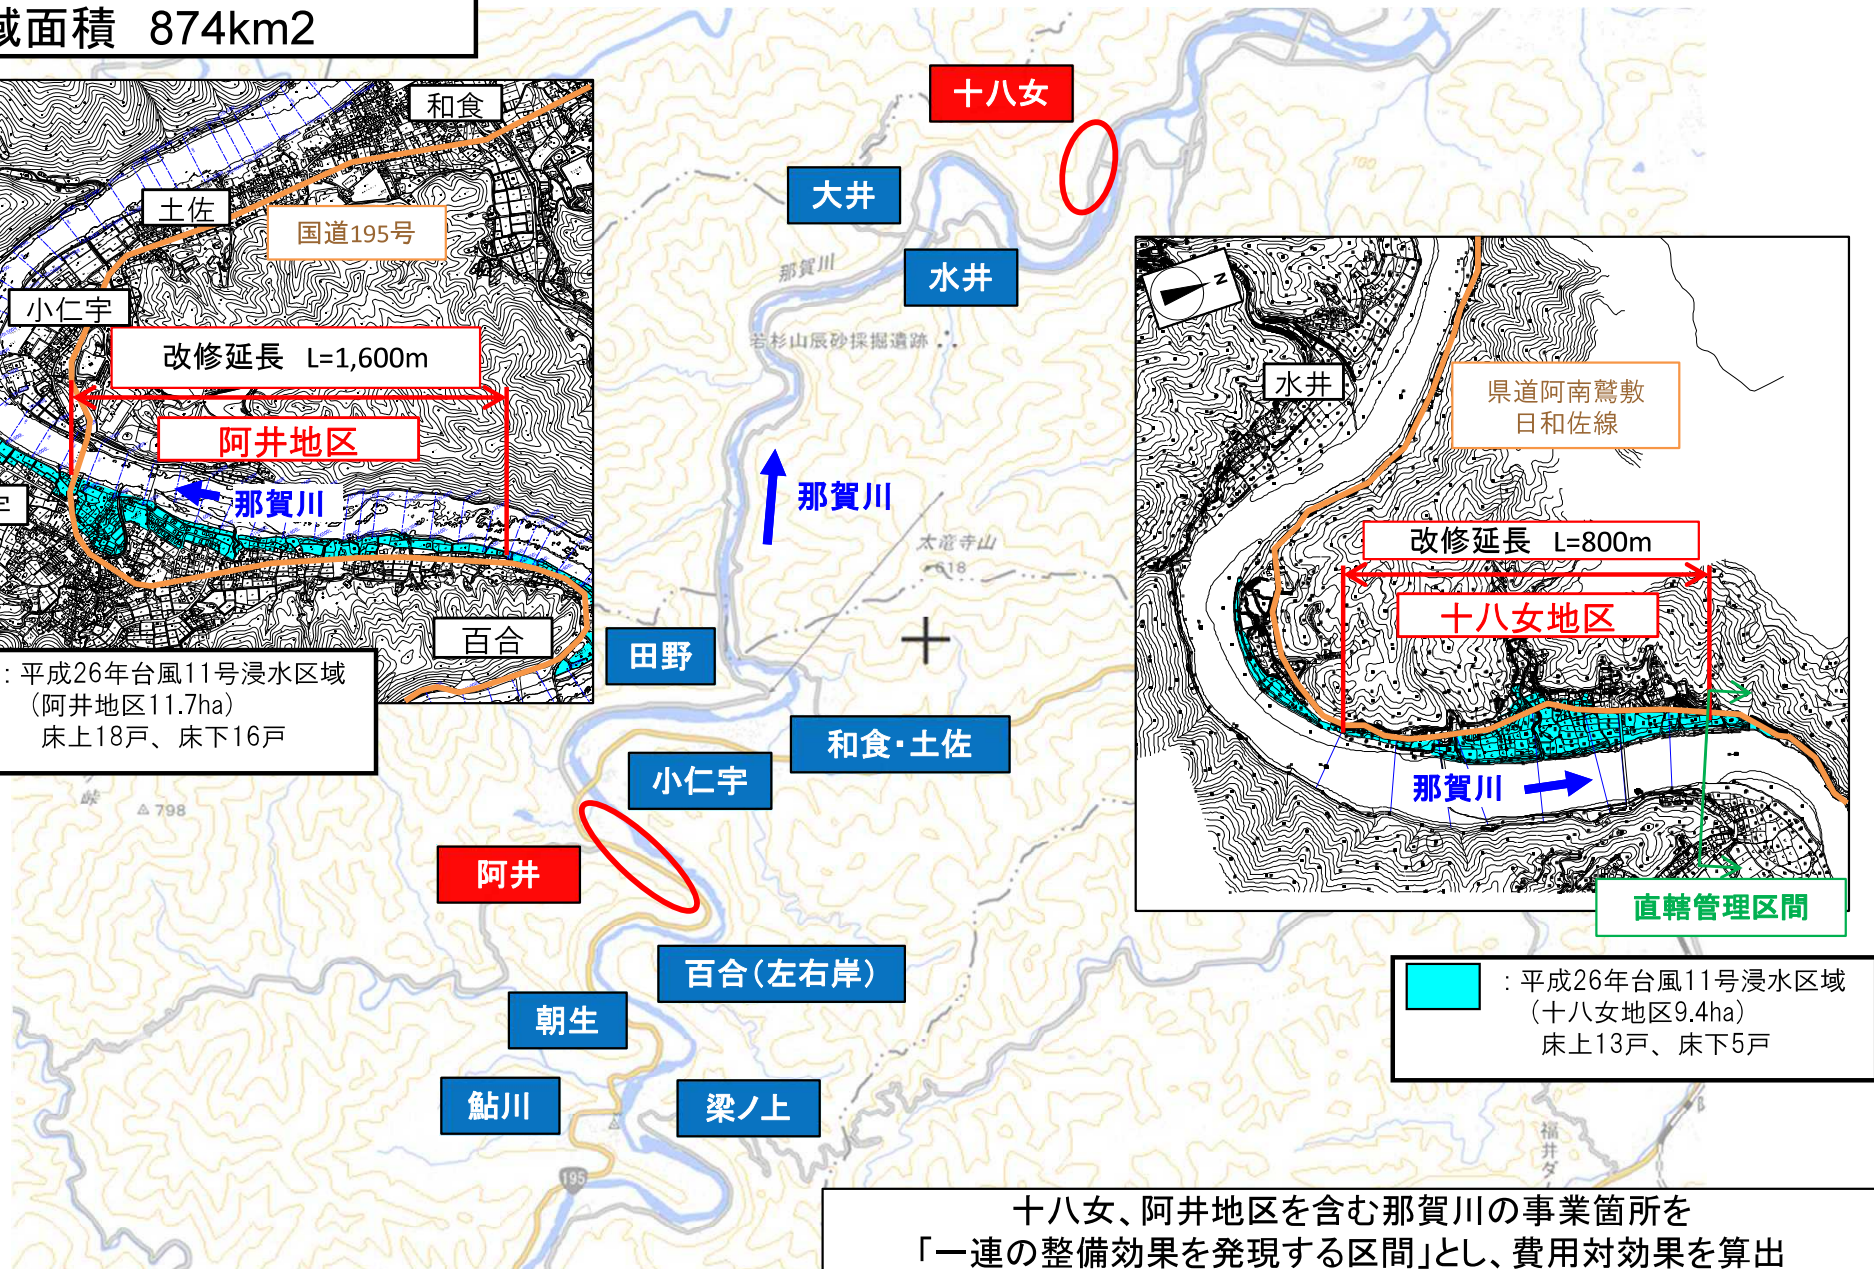 域面積 874km2
和食
土佐
国道195号
小仁宇
改修延長 L=1,600m
阿井地区
那賀川
百合
：平成26年台風11号浸水区域
（阿井地区11.7ha）
床上18戸、床下16戸
十八女
大井
水井
那賀川
若杉山辰砂採掘遺跡
那賀川
太竜寺山
618
100
田野
和食・土佐
小仁宇
峠
798
阿井
百合（左右岸）
朝生
鮎川
梁ノ上
195
N
水井
県道阿南鷲敷
日和佐線
改修延長 L=800m
十八女地区
那賀川
直轄管理区間
：平成26年台風11号浸水区域
（十八女地区9.4ha）
床上13戸、床下5戸
福井ダ
十八女、阿井地区を含む那賀川の事業箇所を
「一連の整備効果を発現する区間」とし、費用対効果を算出